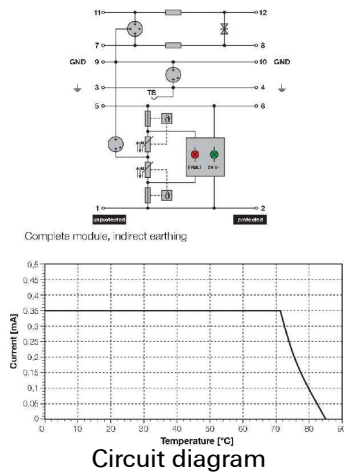 11 12
7 8
GND 9 10 GND
3 4
TS
5 6
FAULT
1 2
unprotected protected
Complete module, indirect earthing
Current [mA]
0,5
0,45
0,4
0,35
0,3
0,25
0,2
0,15
0,1
0,05
0
0 10 20 30 40 50 60 70 80 90
Temperature [°C]
Circuit diagram